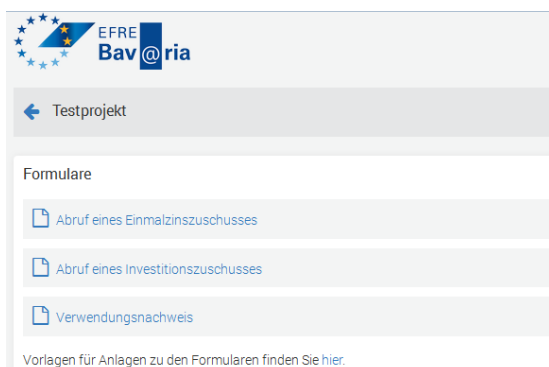 EFRE
Bav@ria
Testprojekt
Formulare
Abruf eines Einmalzinszuschusses
Abruf eines Investitionszuschusses
Verwendungsnachweis
Vorlagen für Anlagen zu den Formularen finden Sie hier.